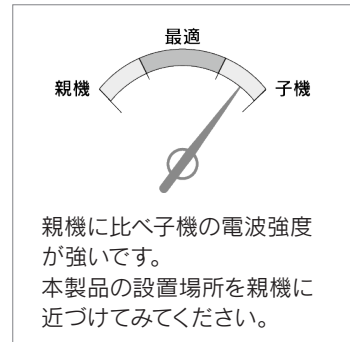 最適
親機
子機
親機に比べ子機の電波強度
が強いです。
本製品の設置場所を親機に
近づけてみてください。